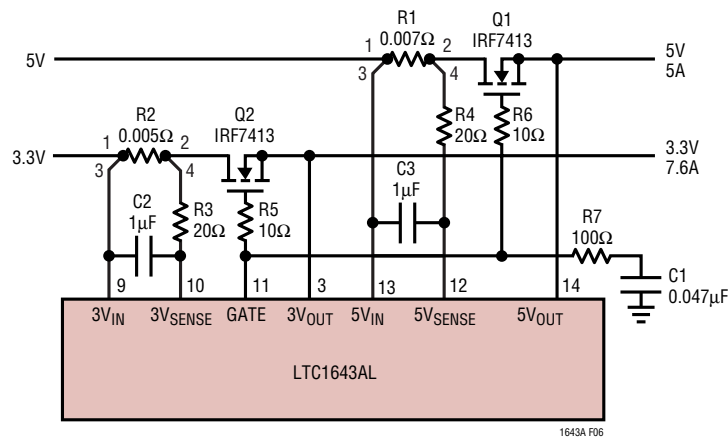 R1
0.007Ω
Q1
IRF7413
5V
1
2
3
4
5V
5A
R4
20Ω
R6
10Ω
R2
0.005Ω
Q2
IRF7413
3.3V
1
2
3
4
3.3V
7.6A
C2
1µF
R3
20Ω
R5
10Ω
C3
1µF
R7
100Ω
C1
0.047µF
9
10
11
3
13
12
14
3VIN
3VSENSE
GATE
3VOUT
5VIN
5VSENSE
5VOUT
LTC1643AL
1643A F06